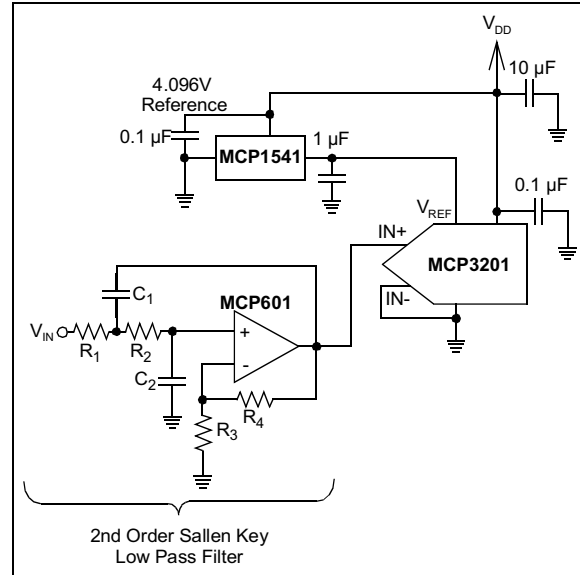 V_DD
10 µF
4.096V
Reference
0.1 µF
1 µF
MCP1541
0.1 µF
V_REF
IN+
MCP3201
IN-
C_1
MCP601
V_IN
R_1
R_2
+
-
C_2
R_4
R_3
2nd Order Sallen Key
Low Pass Filter